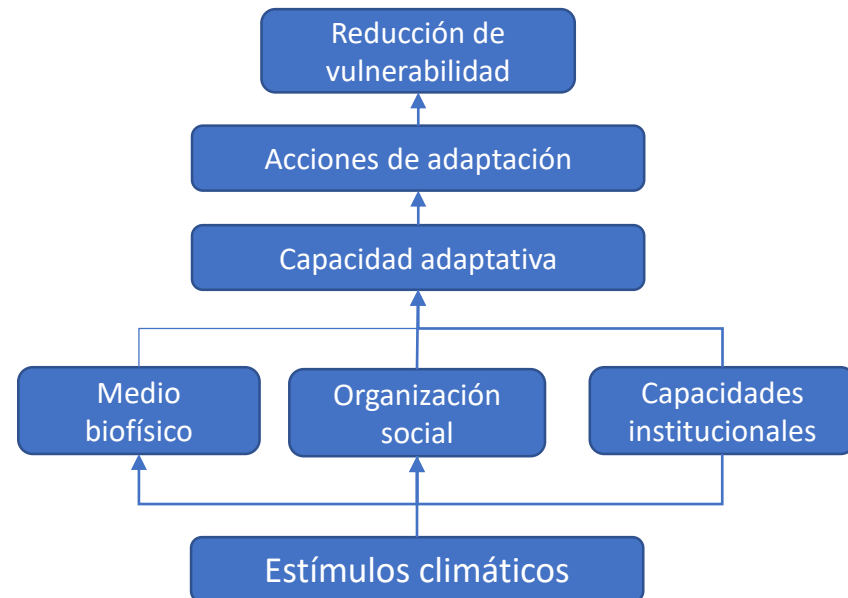 Reducción de
vulnerabilidad
Acciones de adaptación
Capacidad adaptativa
Medio
biofísico
Organización
social
Capacidades
institucionales
Estímulos climáticos